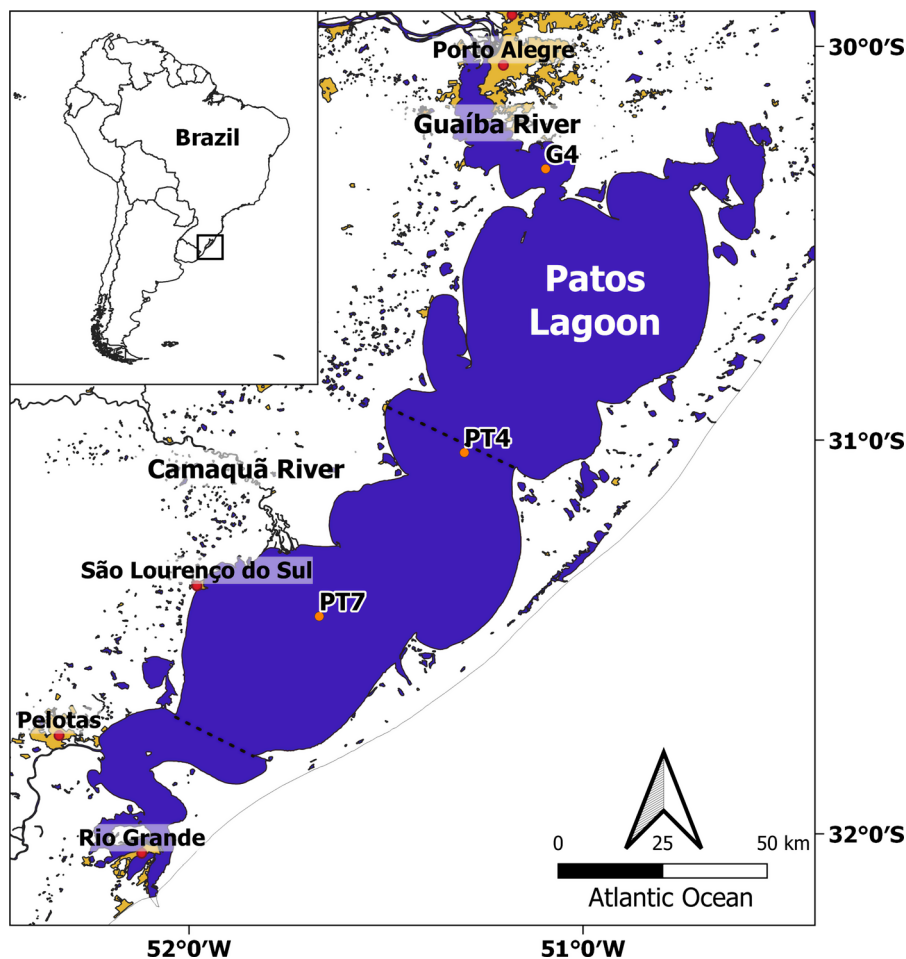 Porto Alegre
30°0'S
Brazil
Guaíba River
G4
Patos
Lagoon
PT4
31°0'S
Camaquã River
São Lourenço do Sul
PT7
Pelotas
Rio Grande
32°0'S
0 25 50 km
Atlantic Ocean
52°0'W 51°0'W